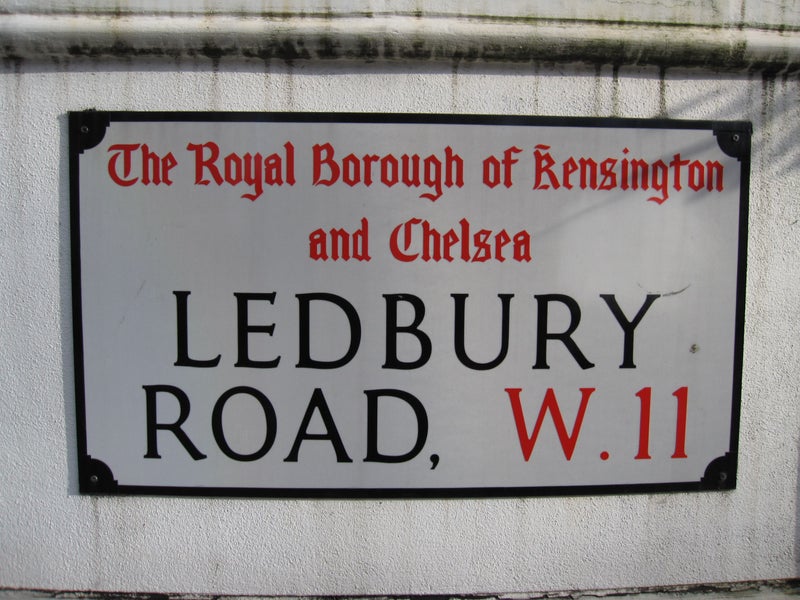 The Royal Borough of Kensington
and Chelsea
LEDBURY
ROAD, W.11